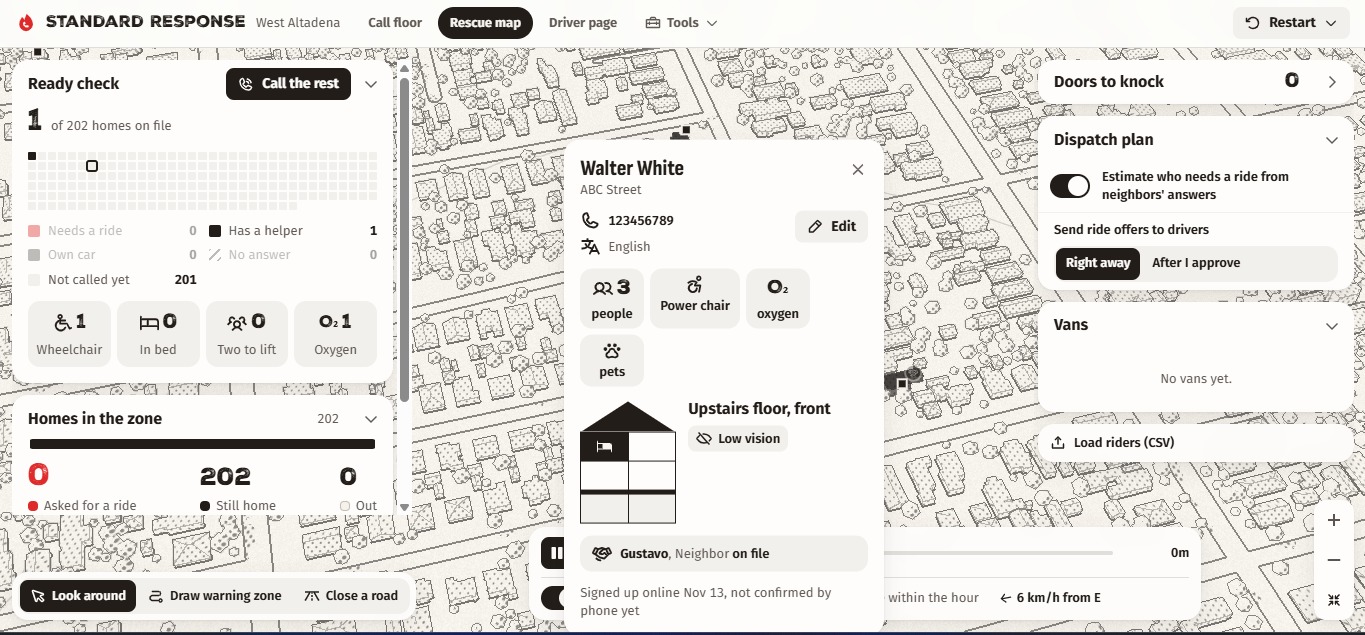 STANDARD RESPONSE West Altadena Call floor Rescue map Driver page Tools Restart
Ready check Call the rest
1 of 202 homes on file
Needs a ride 0 Has a helper 1
Own car 0 No answer 0
Not called yet 201
1 0 0 O₂ 1
Wheelchair In bed Two to lift Oxygen
Homes in the zone 202
0 202 0
Asked for a ride Still home Out
Look around Draw warning zone Close a road
Walter White
ABC Street
123456789
English
Edit
3 O₂
people Power chair oxygen
pets
Upstairs floor, front
Low vision
Gustavo, Neighbor on file
Signed up online Nov 13, not confirmed by
phone yet
0m
within the hour ← 6 km/h from E
Doors to knock 0
Dispatch plan
Estimate who needs a ride from
neighbors' answers
Send ride offers to drivers
Right away After I approve
Vans
No vans yet.
Load riders (CSV)